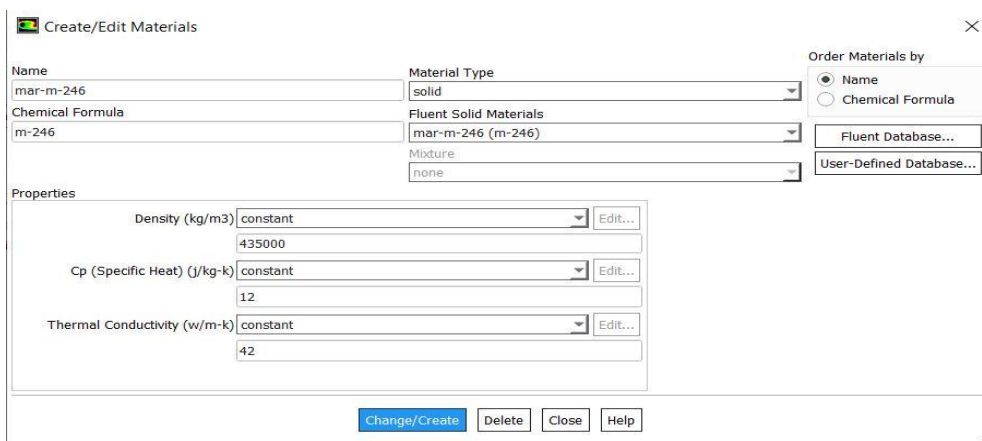 Create/Edit Materials
Name
mar-m-246
Chemical Formula
m-246
Material Type
solid
Fluent Solid Materials
mar-m-246 (m-246)
Mixture
none
Order Materials by
Name
Chemical Formula
Fluent Database...
User-Defined Database...
Properties
Density (kg/m3) constant Edit...
435000
Cp (Specific Heat) (j/kg-k) constant Edit...
12
Thermal Conductivity (w/m-k) constant Edit...
42
Change/Create Delete Close Help